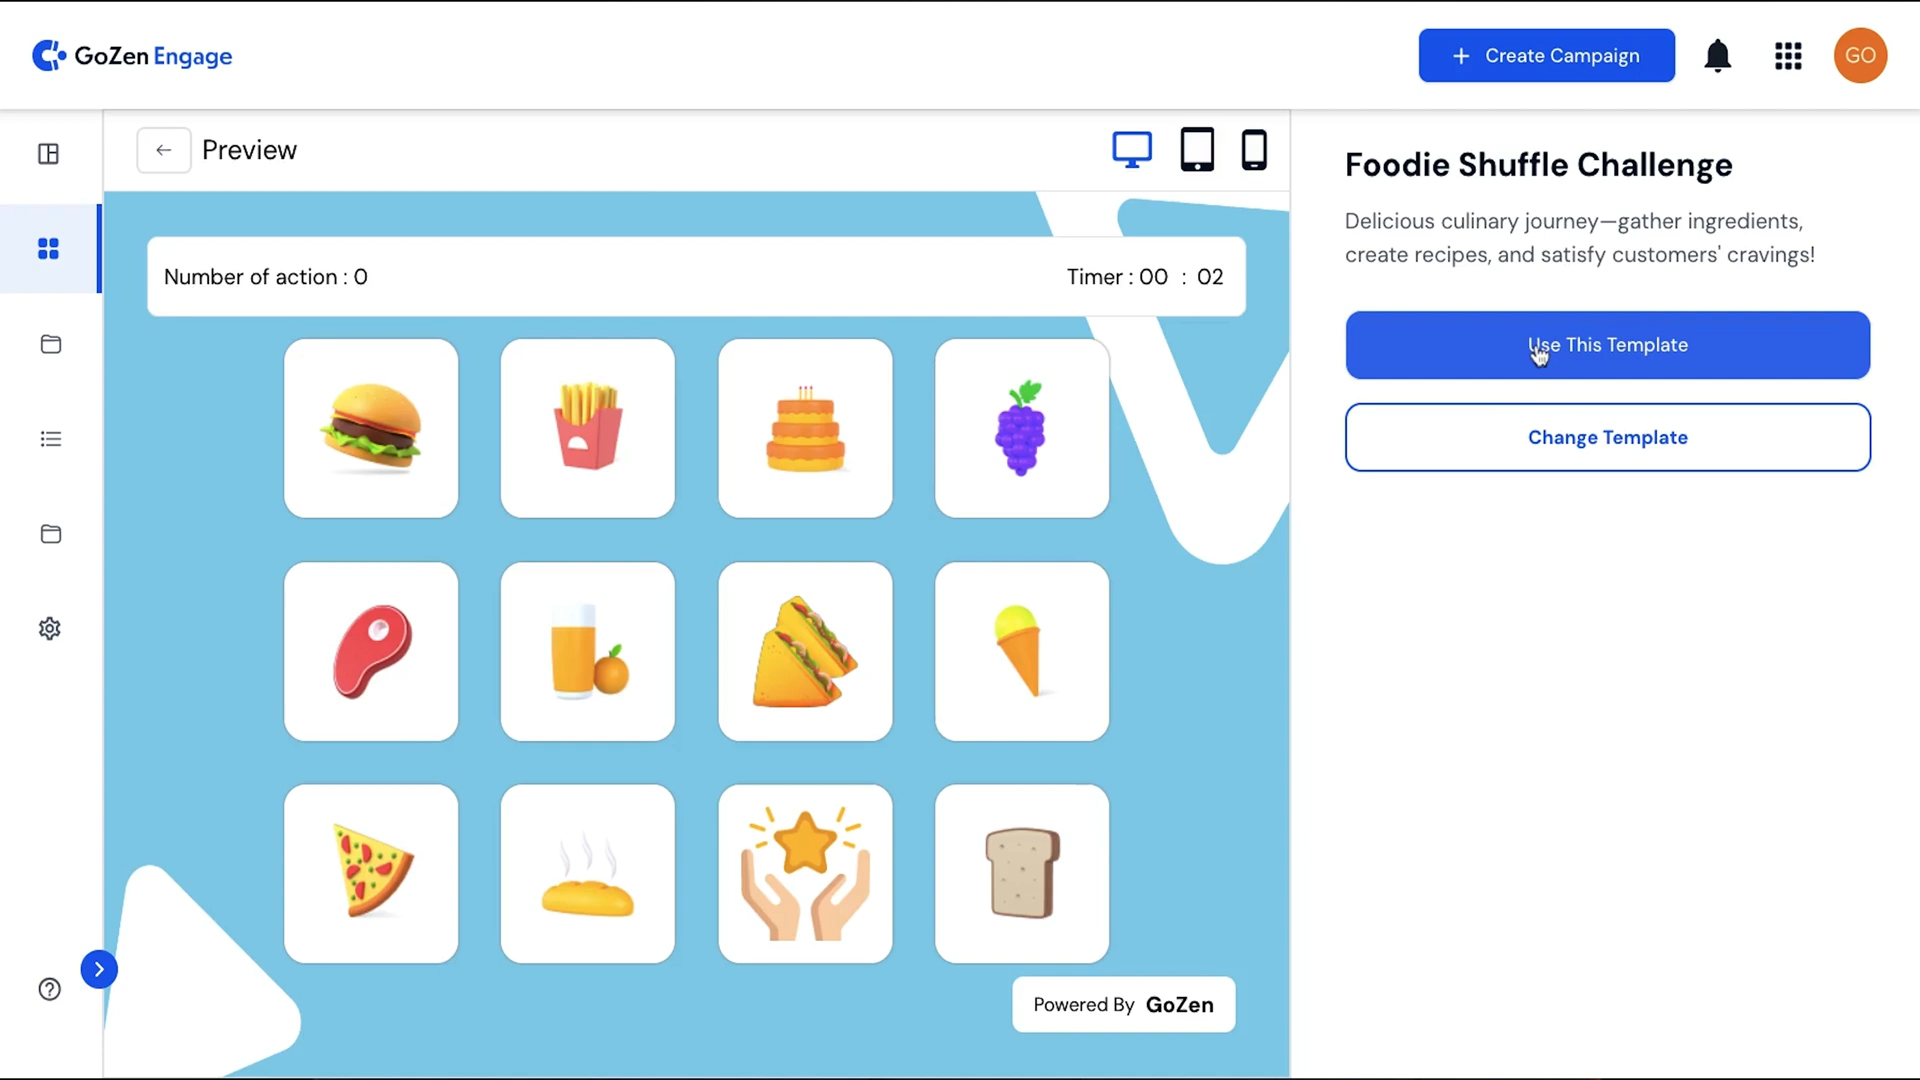 GoZen Engage
+ Create Campaign
GO
Preview
Number of action : 0
Timer : 00 : 02
Powered By GoZen
Foodie Shuffle Challenge
Delicious culinary journey—gather ingredients,
create recipes, and satisfy customers' cravings!
Use This Template
Change Template